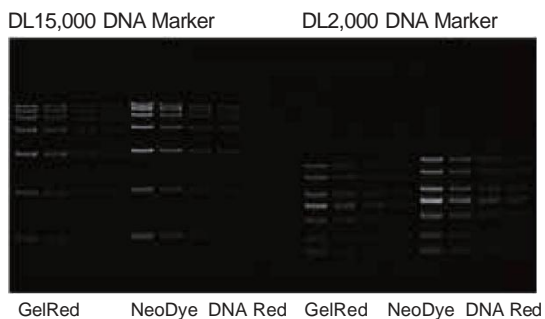 DL15,000 DNA Marker DL2,000 DNA Marker
GelRed NeoDye DNA Red GelRed NeoDye DNA Red